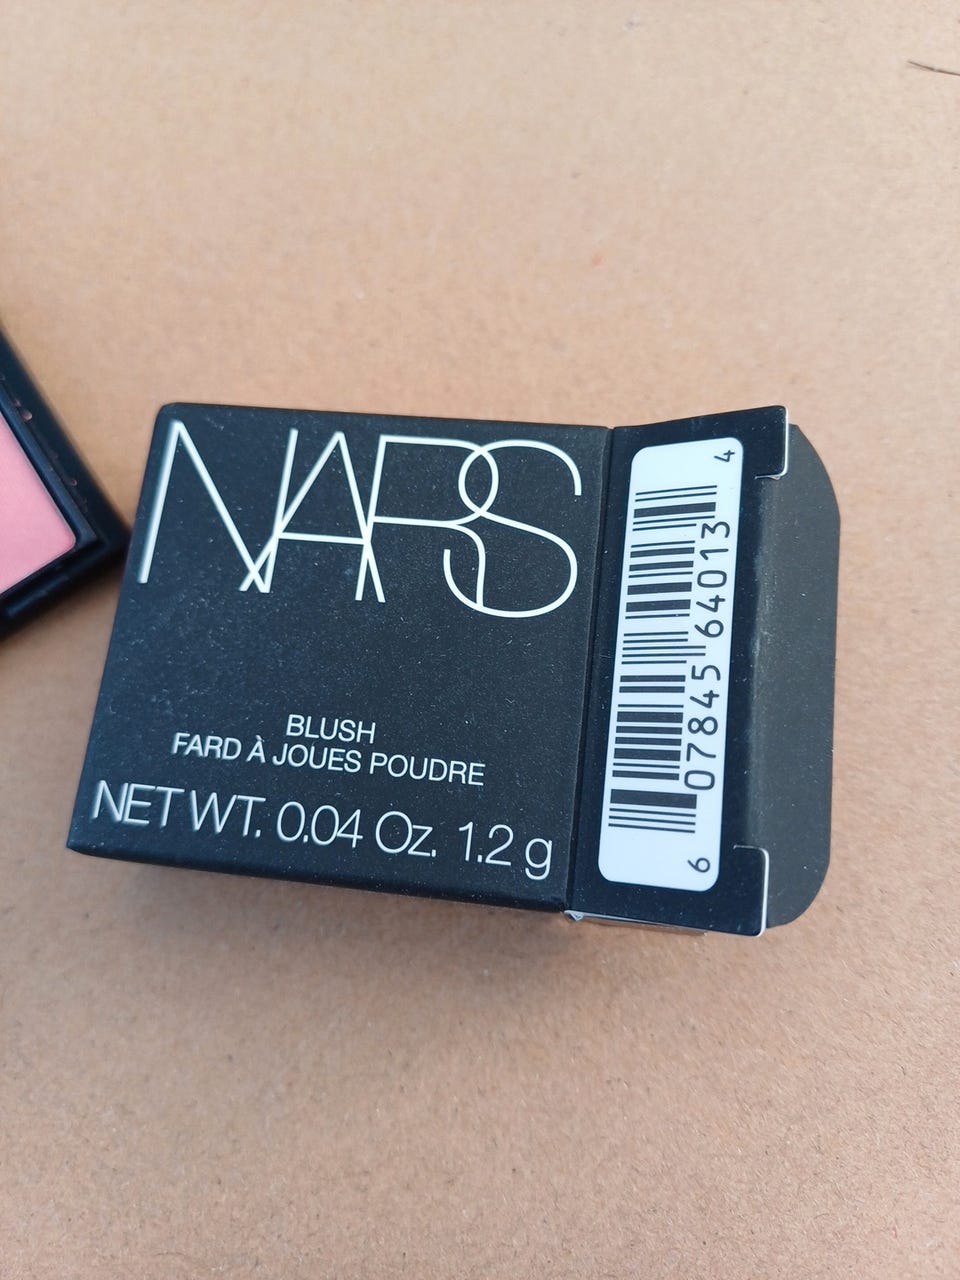 NARS
BLUSH
FARD À JOUES POUDRE
NET WT. 0.04 Oz. 1.2 g
6 07845 64013 4